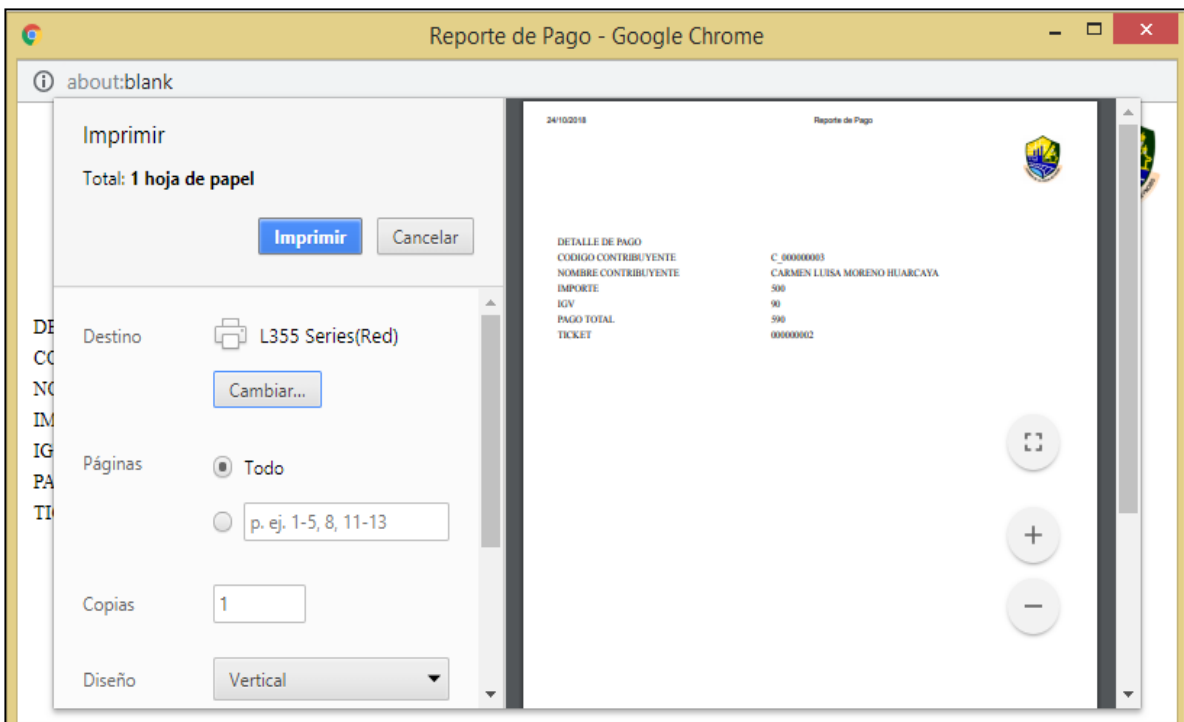 Reporte de Pago - Google Chrome
about:blank
Imprimir
Total: 1 hoja de papel
Imprimir
Cancelar
Destino
L355 Series(Red)
Cambiar...
Páginas
Todo
p. ej. 1-5, 8, 11-13
Copias
1
Diseño
Vertical
24/10/2018
Reporte de Pago
DETALLE DE PAGO
CODIGO CONTRIBUYENTE C_000000003
NOMBRE CONTRIBUYENTE CARMEN LUISA MORENO HUARCAYA
IMPORTE 500
IGV 90
PAGO TOTAL 590
TICKET 000000002